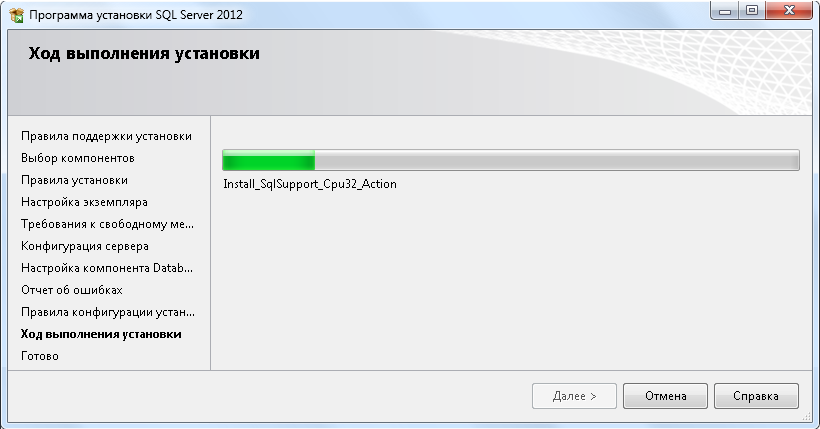 Программа установки SQL Server 2012
Ход выполнения установки
Правила поддержки установки
Выбор компонентов
Правила установки
Настройка экземпляра
Требования к свободному ме...
Конфигурация сервера
Настройка компонента Datab...
Отчет об ошибках
Правила конфигурации устан...
Ход выполнения установки
Готово
Install_SqlSupport_Cpu32_Action
Далее >
Отмена
Справка